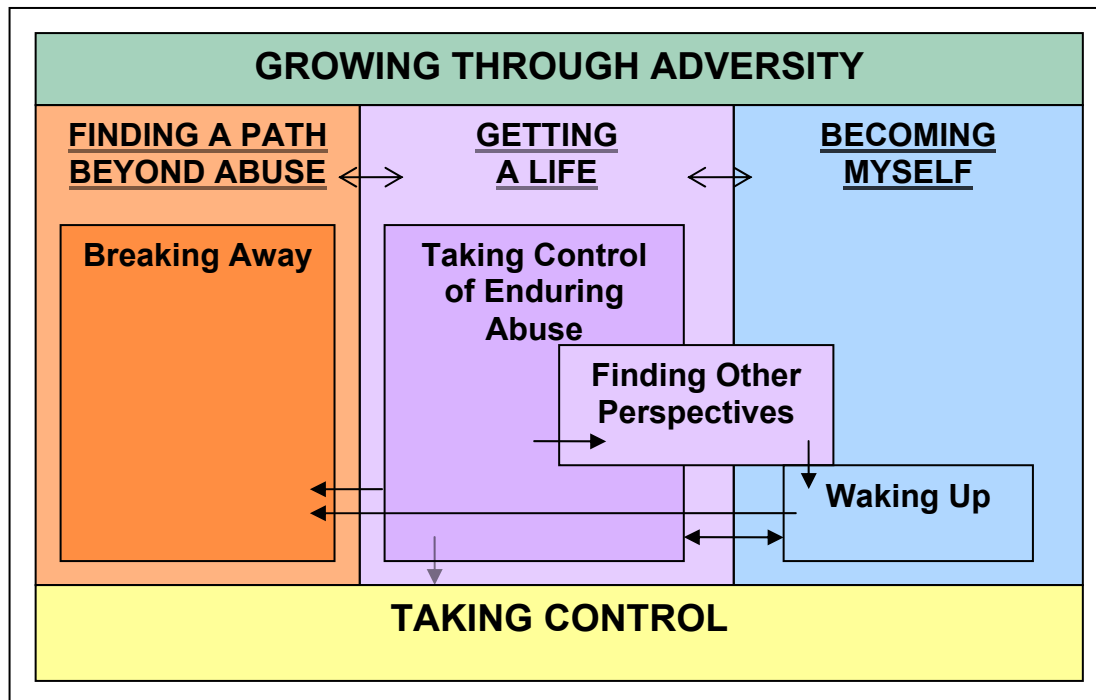 GROWING THROUGH ADVERSITY
FINDING A PATH
BEYOND ABUSE
GETTING
A LIFE
BECOMING
MYSELF
Breaking Away
Taking Control
of Enduring
Abuse
Finding Other
Perspectives
Waking Up
TAKING CONTROL